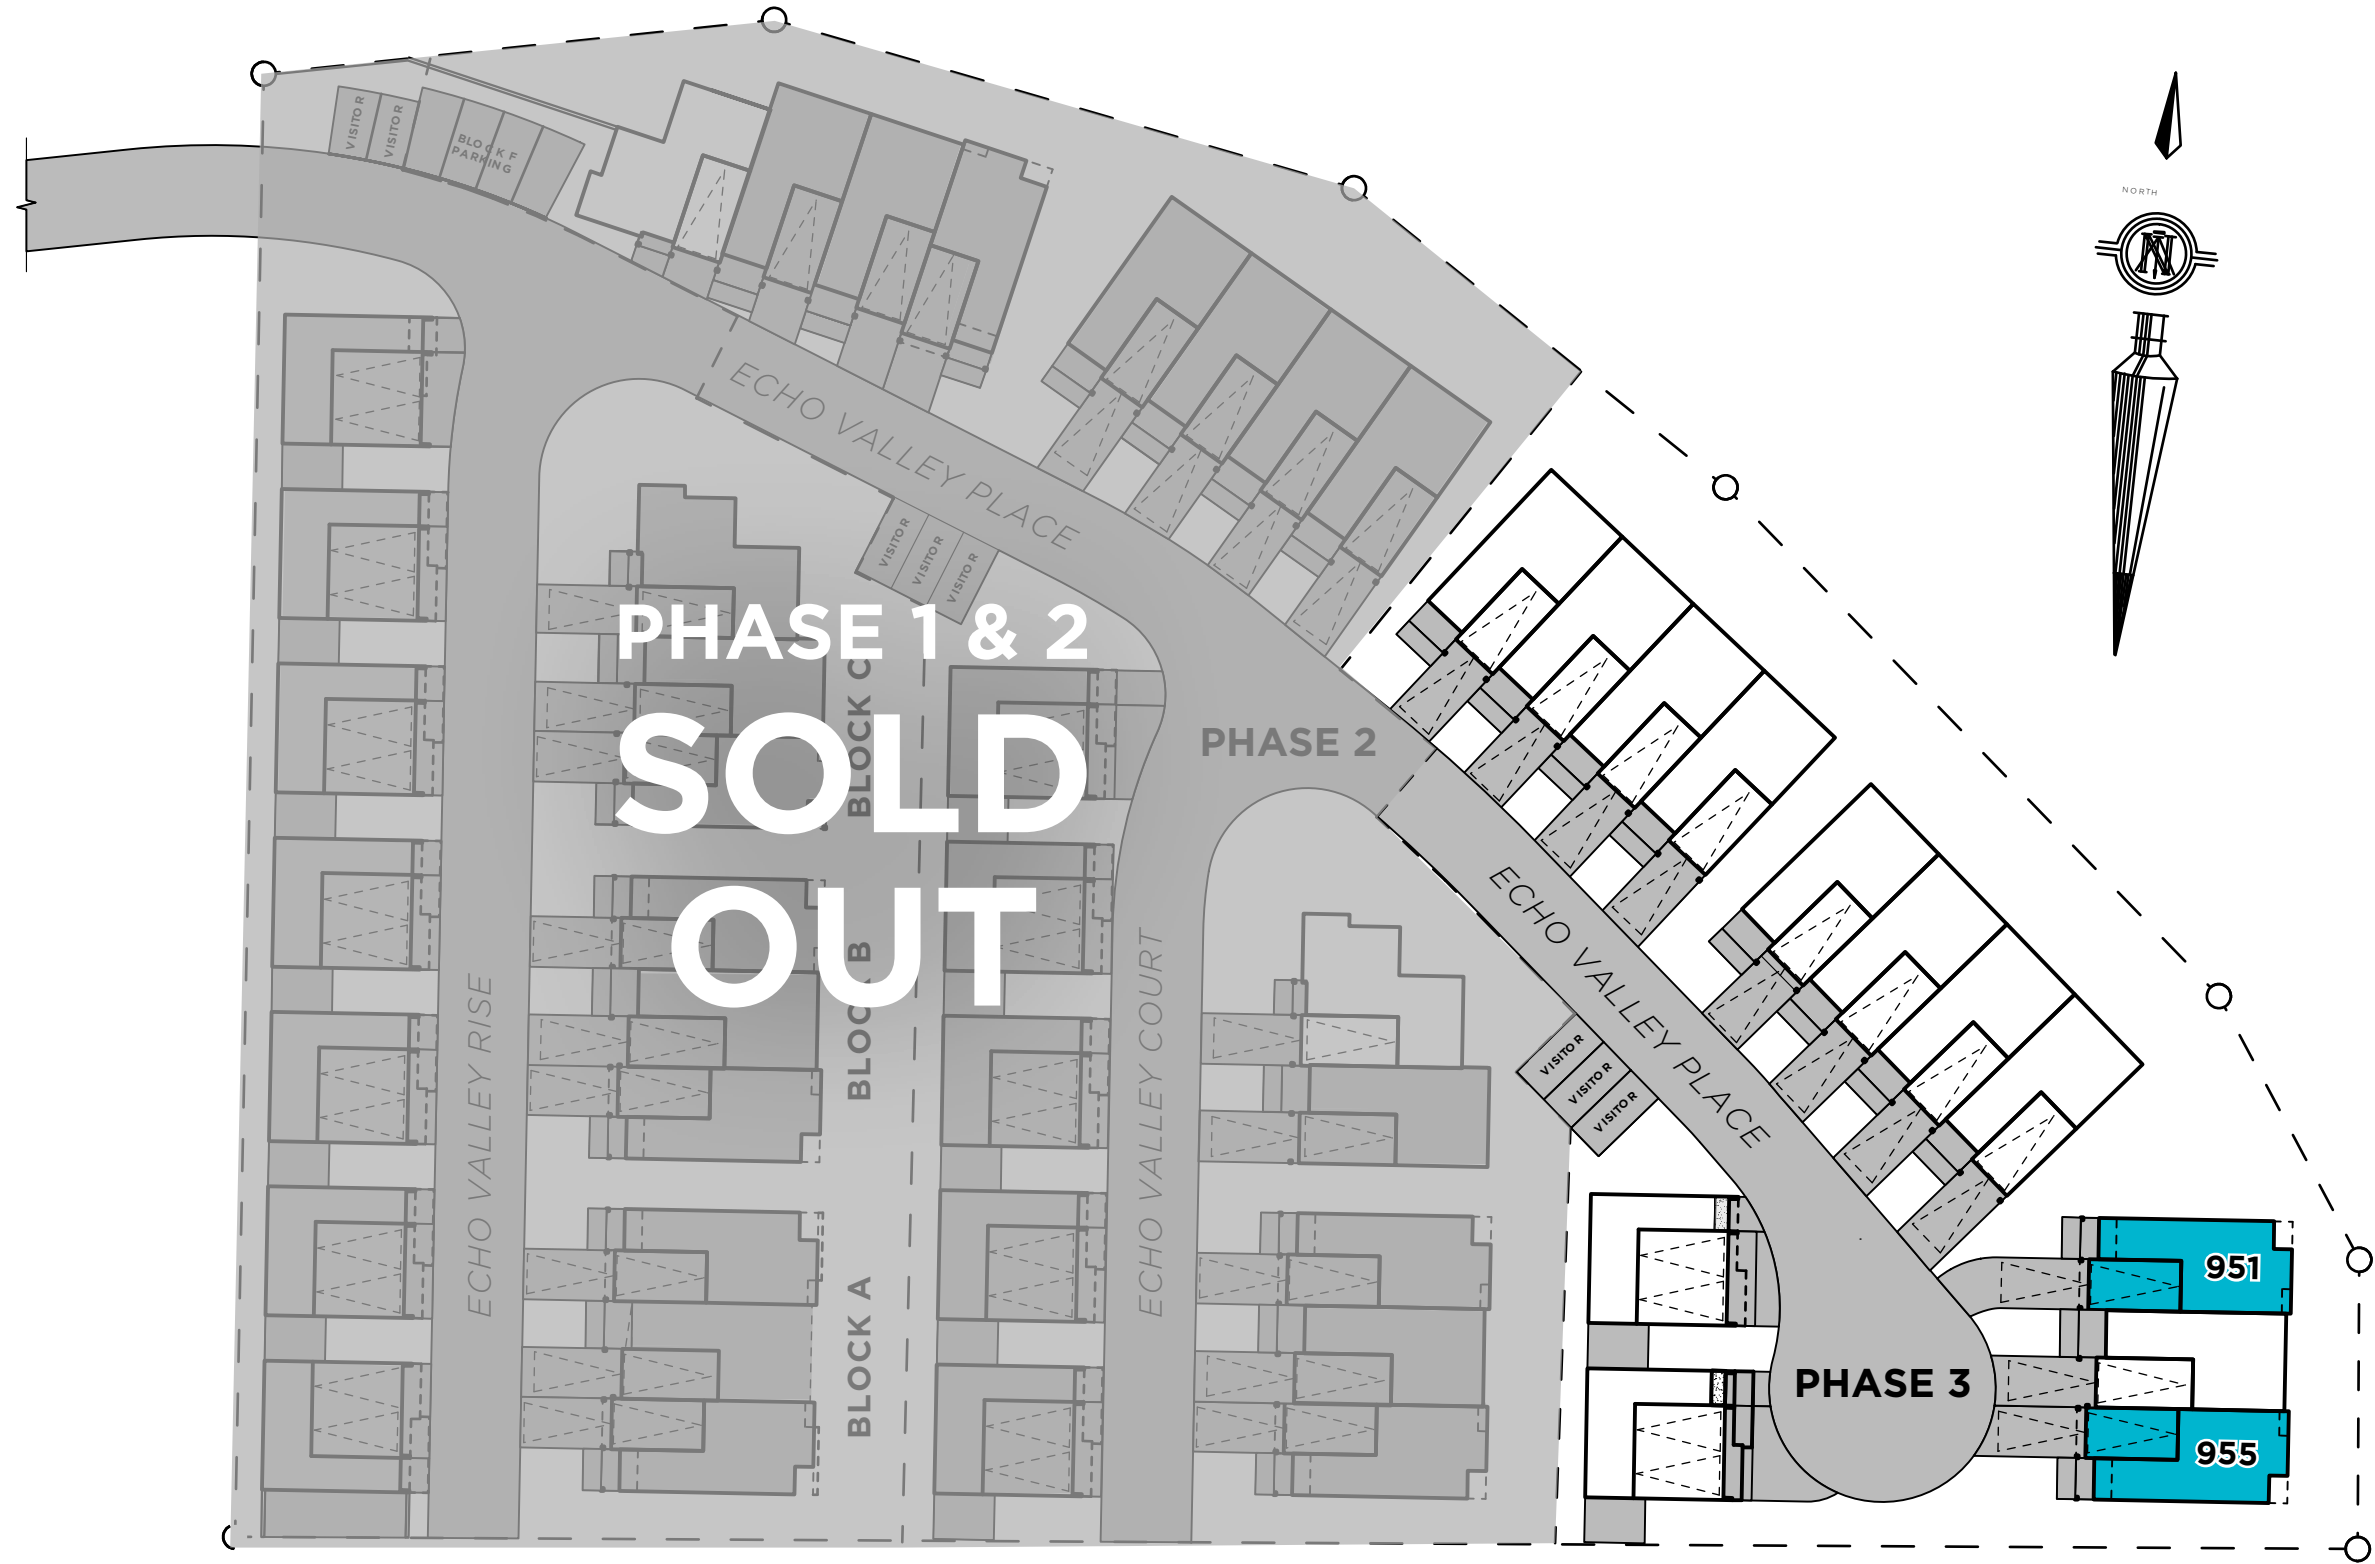 VISITOR
VISITOR
BLOCK F
PARKING
NORTH
N
ECHO VALLEY PLACE
VISITOR
VISITOR
VISITOR
PHASE 1 & 2
SOLD
OUT
BLOCK C
BLOCK B
BLOCK A
PHASE 2
ECHO VALLEY RISE
ECHO VALLEY COURT
ECHO VALLEY PLACE
VISITOR
VISITOR
VISITOR
951
PHASE 3
955